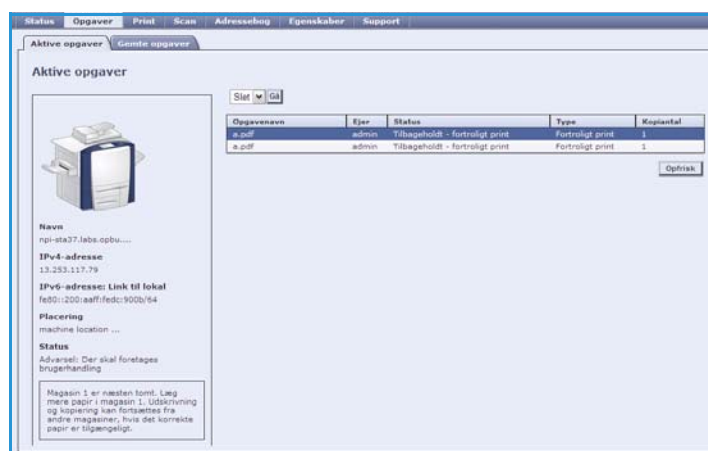 Status Opgaver Print Scan Adressebog Egenskaber Support
Aktive opgaver Gemte opgaver
Aktive opgaver
Slet Gå
Opgavenavn Ejer Status Type Kopiantal
a.pdf admin Tilbageholdt - fortroligt print Fortroligt print 1
a.pdf admin Tilbageholdt - fortroligt print Fortroligt print 1
Opfrisk
Navn
npi-sta37.labs.opbu....
IPv4-adresse
13.253.117.79
IPv6-adresse: Link til lokal
fe80::200:aaff:fedc:900b/64
Placering
machine location ...
Status
Advarsel: Der skal foretages
brugerhandling
Magasin 1 er næsten tomt. Læg
mere papir i magasin 1. Udskrivning
og kopiering kan fortsættes fra
andre magasiner, hvis det korrekte
papir er tilgængeligt.